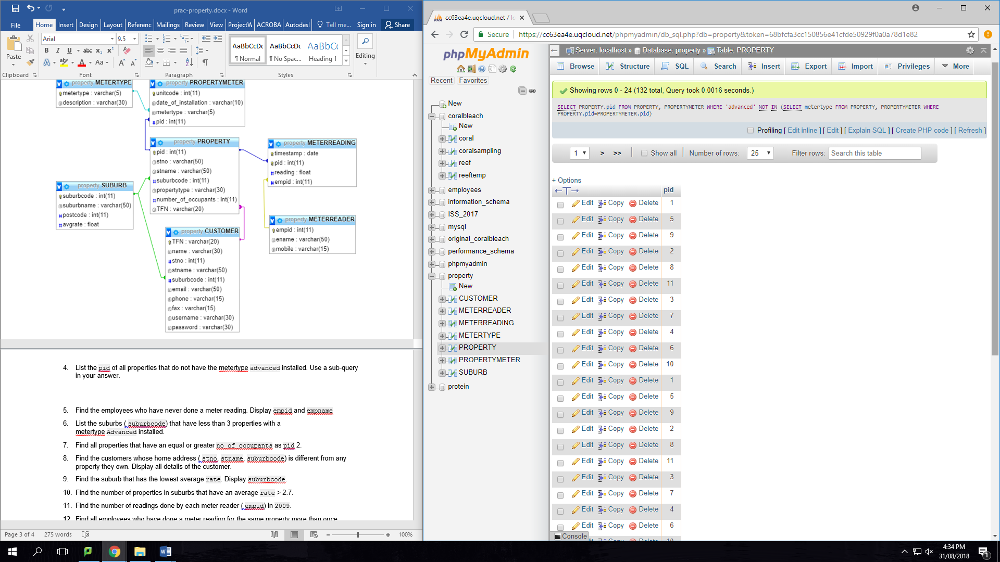 prac-property.docx - Word
File Home Insert Design Layout Referenc Mailings Review View ProjectW ACROBA Autodesl Tell me... Sign in Share
Paste
Arial 9.5
B I U abc x₂ x²
A ab A Aa A A
AaBbCcDc AaBbCcDc AaBbCc
¶ Normal ¶ No Spac... Heading 1
Editing
Clipboard Font Paragraph Styles
property METERTYPE
metertype : varchar(5)
description : varchar(30)
property PROPERTYMETER
unitcode : int(11)
date_of_installation : varchar(10)
metertype : varchar(5)
pid : int(11)
property PROPERTY
pid : int(11)
stno : varchar(50)
stname : varchar(50)
suburbcode : int(11)
propertytype : varchar(30)
number_of_occupants : int(11)
TFN : varchar(20)
property METERREADING
timestamp : date
pid : int(11)
reading : float
empid : int(11)
property SUBURB
suburbcode : int(11)
suburbname : varchar(50)
postcode : int(11)
avgrate : float
property METERREADER
empid : int(11)
ename : varchar(50)
mobile : varchar(15)
property CUSTOMER
TFN : varchar(20)
name : varchar(30)
stno : int(11)
stname : varchar(50)
suburbcode : int(11)
email : varchar(50)
phone : varchar(15)
fax : varchar(15)
username : varchar(30)
password : varchar(30)
4. List the pid of all properties that do not have the metertype advanced installed. Use a sub-query
in your answer.
5. Find the employees who have never done a meter reading. Display empid and empname
6. List the suburbs ( suburbcode) that have less than 3 properties with a
metertype Advanced installed.
7. Find all properties that have an equal or greater no_of_occupants as pid 2.
8. Find the customers whose home address ( stno, stname, suburbcode) is different from any
property they own. Display all details of the customer.
9. Find the suburb that has the lowest average rate. Display suburbcode.
10. Find the number of properties in suburbs that have an average rate > 2.7.
11. Find the number of readings done by each meter reader ( empid) in 2009.
12. Find all employees who have done a meter reading for the same property more than once
Page 3 of 4 275 words 100%
cc63ea4e.uqcloud.net / lc
Secure https://cc63ea4e.uqcloud.net/phpmyadmin/db_sql.php?db=property&token=68bfcfa3cc150856e41cfde50929f0a0a78d1e82
phpMyAdmin
Recent Favorites
New
coralbleach
New
coral
coralsampling
reef
reeftemp
employees
information_schema
ISS_2017
mysql
original_coralbleach
performance_schema
phpmyadmin
property
New
CUSTOMER
METERREADER
METERREADING
METERTYPE
PROPERTY
PROPERTYMETER
SUBURB
protein
Server: localhost » Database: property » Table: PROPERTY
Browse Structure SQL Search Insert Export Import Privileges More
Showing rows 0 - 24 (132 total, Query took 0.0016 seconds.)
SELECT PROPERTY.pid FROM PROPERTY, PROPERTYMETER WHERE 'advanced' NOT IN (SELECT metertype FROM PROPERTY, PROPERTYMETER WHERE
PROPERTY.pid=PROPERTYMETER.pid)
Profiling [ Edit inline ] [ Edit ] [ Explain SQL ] [ Create PHP code ] [ Refresh ]
1 > >> Show all Number of rows: 25 Filter rows: Search this table
+ Options
←T→ pid
Edit Copy Delete 1
Edit Copy Delete 5
Edit Copy Delete 9
Edit Copy Delete 2
Edit Copy Delete 8
Edit Copy Delete 11
Edit Copy Delete 3
Edit Copy Delete 7
Edit Copy Delete 4
Edit Copy Delete 6
Edit Copy Delete 10
Edit Copy Delete 1
Edit Copy Delete 5
Edit Copy Delete 9
Edit Copy Delete 2
Edit Copy Delete 8
Edit Copy Delete 11
Edit Copy Delete 3
Edit Copy Delete 7
Edit Copy Delete 4
Edit Copy Delete 6
Console
4:34 PM
31/08/2018
1